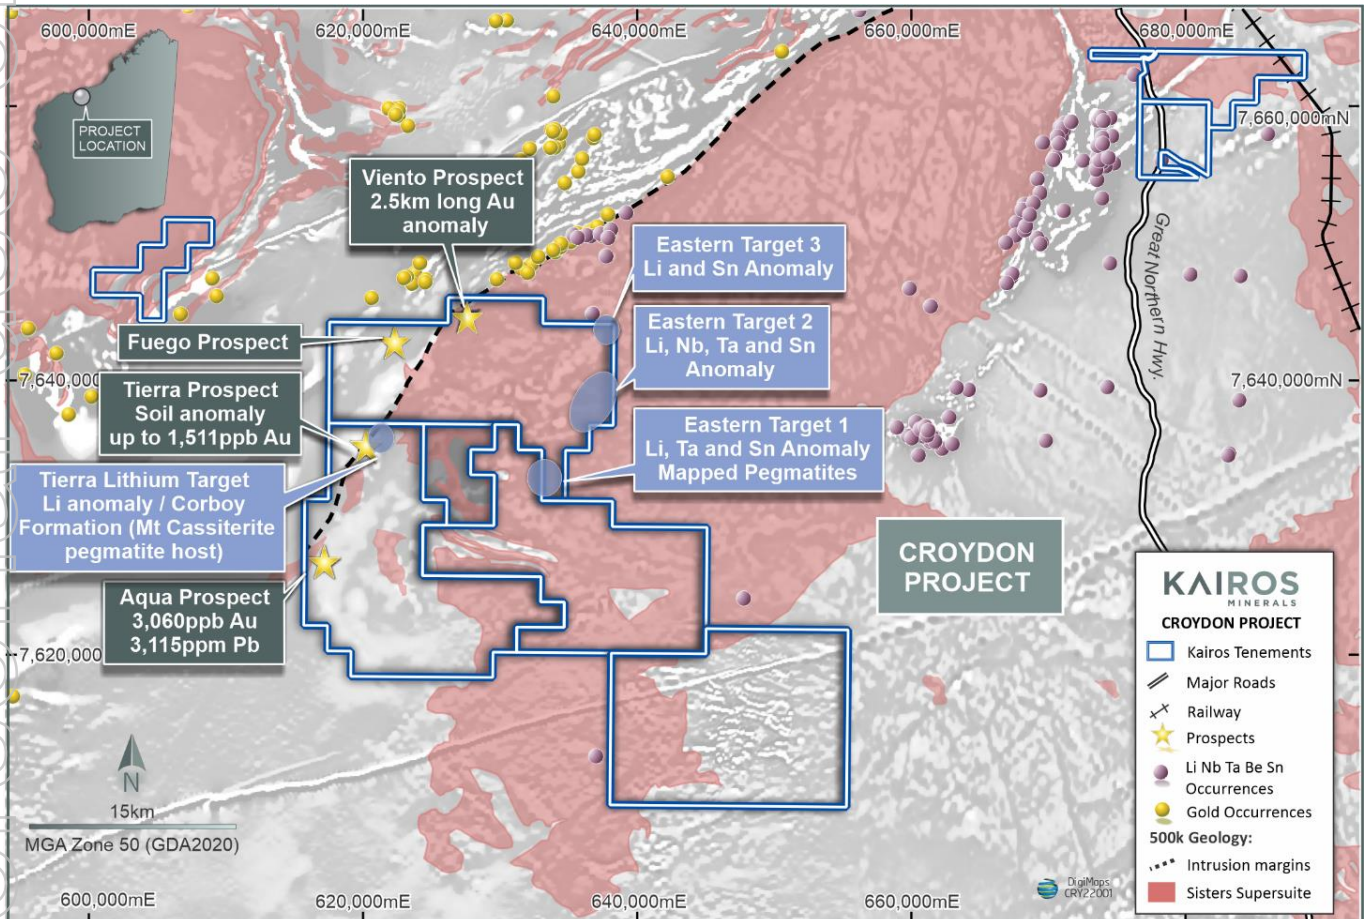 600,000mE
620,000mE
640,000mE
660,000mE
680,000mE
PROJECT
LOCATION
7,660,000mN
Viento Prospect
2.5km long Au
anomaly
Great Northern Hwy.
Eastern Target 3
Li and Sn Anomaly
Fuego Prospect
Eastern Target 2
Li, Nb, Ta and Sn
Anomaly
7,640,000
7,640,000mN
Tierra Prospect
Soil anomaly
up to 1,511ppb Au
Eastern Target 1
Li, Ta and Sn Anomaly
Mapped Pegmatites
Tierra Lithium Target
Li anomaly / Corboy
Formation (Mt Cassiterite
pegmatite host)
CROYDON
PROJECT
Aqua Prospect
3,060ppb Au
3,115ppm Pb
7,620,000
KAIROS
MINERALS
CROYDON PROJECT
Kairos Tenements
Major Roads
Railway
Prospects
Li Nb Ta Be Sn
Occurrences
Gold Occurrences
500k Geology:
Intrusion margins
Sisters Supersuite
N
15km
MGA Zone 50 (GDA2020)
DigiMaps
CRY22001
600,000mE
620,000mE
640,000mE
660,000mE